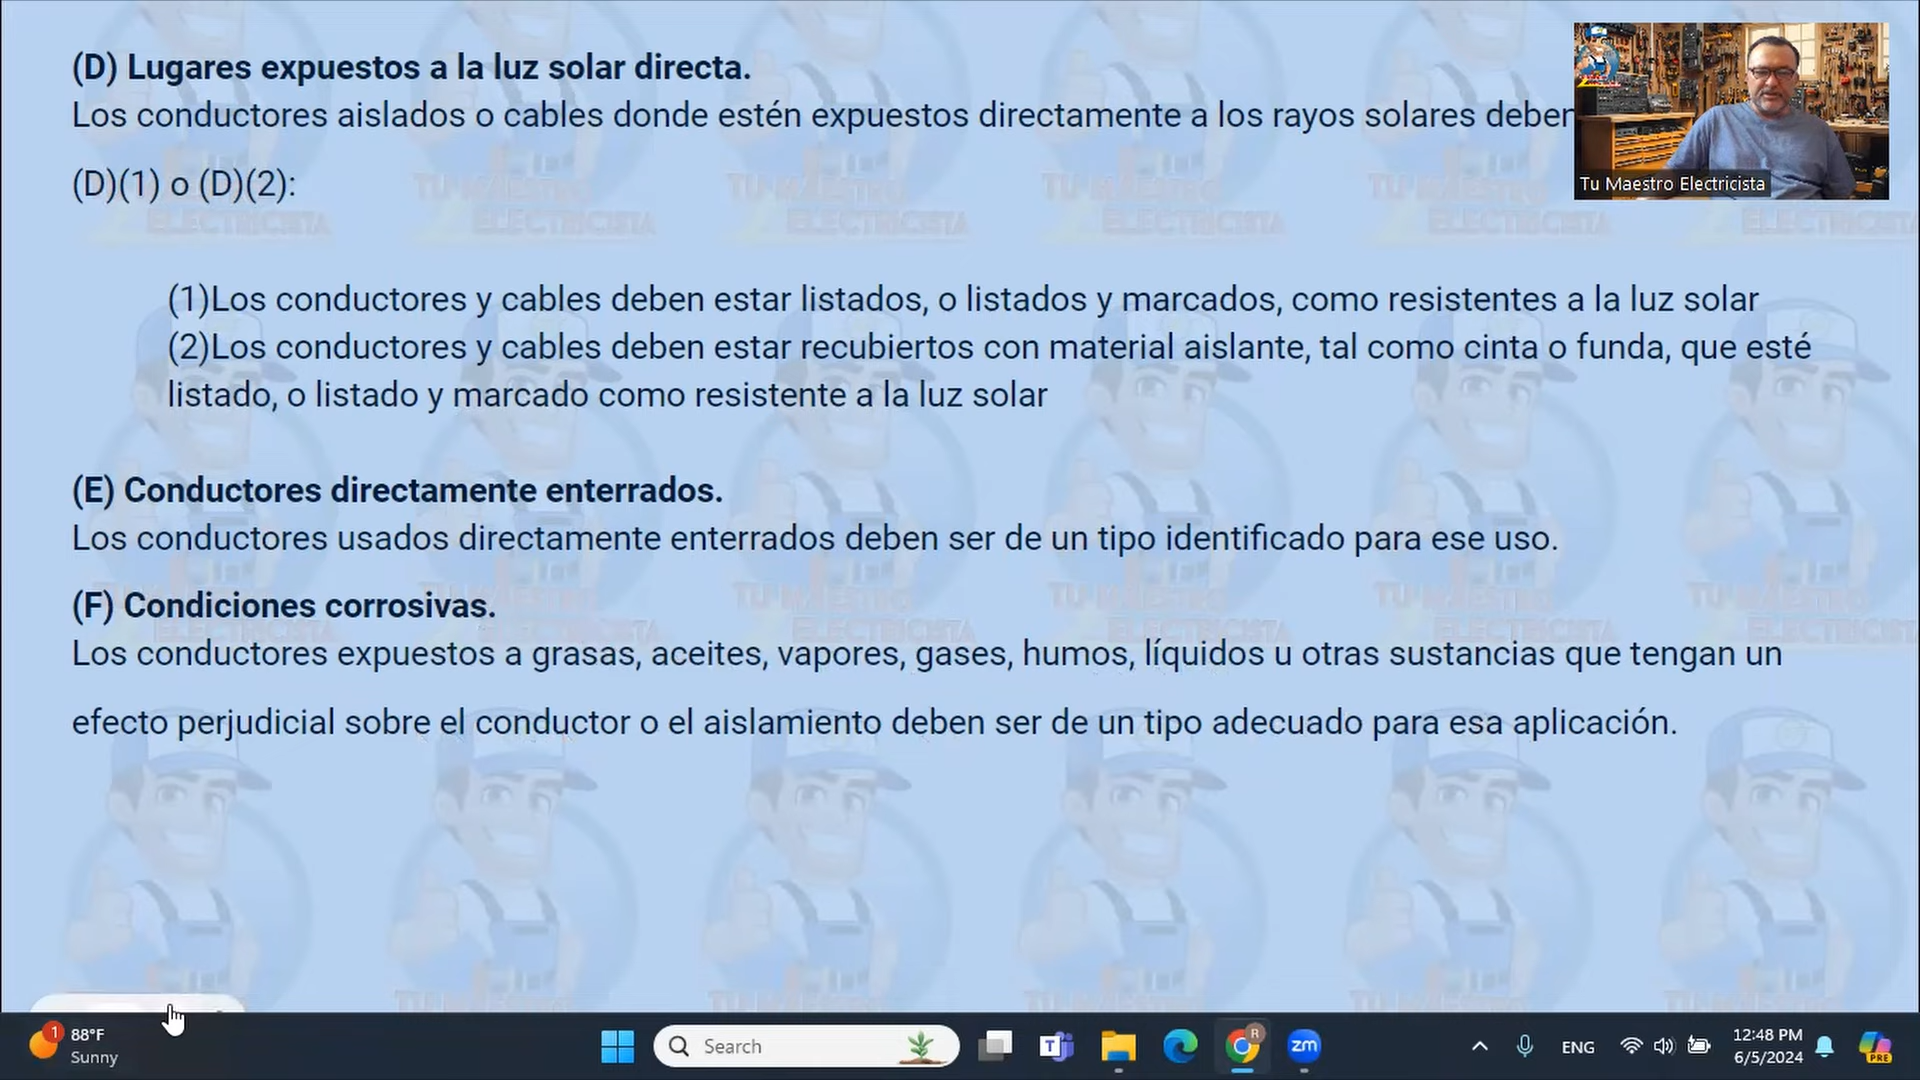 (D) Lugares expuestos a la luz solar directa.
Los conductores aislados o cables donde estén expuestos directamente a los rayos solares deben
(D)(1) o (D)(2):
Tu Maestro Electricista
(1)Los conductores y cables deben estar listados, o listados y marcados, como resistentes a la luz solar
(2)Los conductores y cables deben estar recubiertos con material aislante, tal como cinta o funda, que esté
listado, o listado y marcado como resistente a la luz solar
(E) Conductores directamente enterrados.
Los conductores usados directamente enterrados deben ser de un tipo identificado para ese uso.
(F) Condiciones corrosivas.
Los conductores expuestos a grasas, aceites, vapores, gases, humos, líquidos u otras sustancias que tengan un
efecto perjudicial sobre el conductor o el aislamiento deben ser de un tipo adecuado para esa aplicación.
TU MAESTRO
ELECTRICISTA
1
88°F
Sunny
Search
T
R
zm
ENG
12:48 PM
6/5/2024
PRE